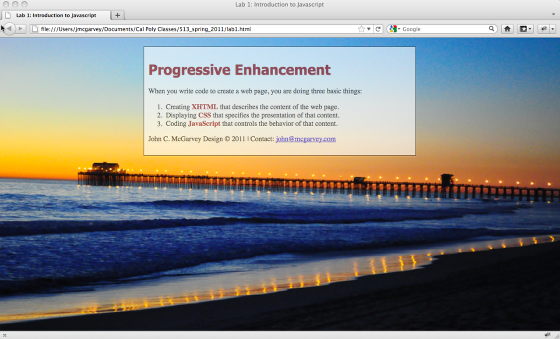 Lab 1: Introduction to Javascript
Lab 1: Introduction to Javascript
file:///Users/jmcgarvey/Documents/Cal Poly Classes/513_spring_2011/lab1.html
Google
Progressive Enhancement
When you write code to create a web page, you are doing three basic things:
1. Creating XHTML that describes the content of the web page.
2. Displaying CSS that specifies the presentation of that content.
3. Coding JavaScript that controls the behavior of that content.
John C. McGarvey Design © 2011 | Contact: john@mcgarvey.com